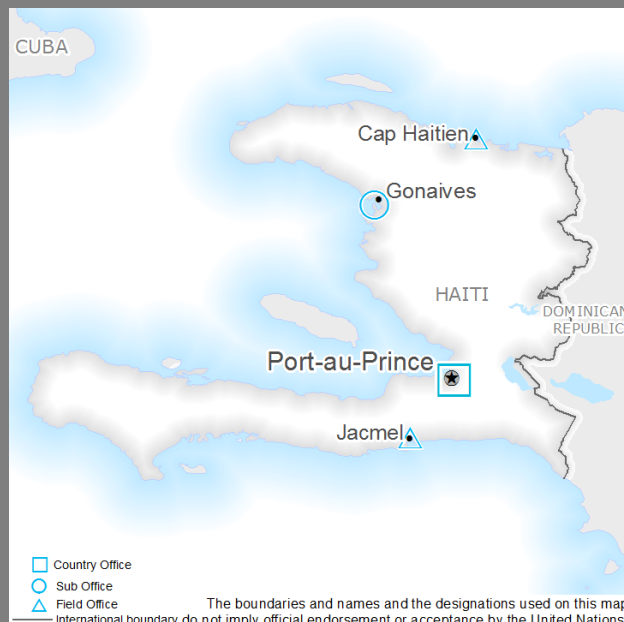 CUBA
Cap Haitien
Gonaives
HAITI
DOMINICAN
REPUBLIC
Port-au-Prince
Jacmel
Country Office
Sub Office
Field Office
International boundary
The boundaries and names and the designations used on this map
do not imply official endorsement or acceptance by the United Nations.